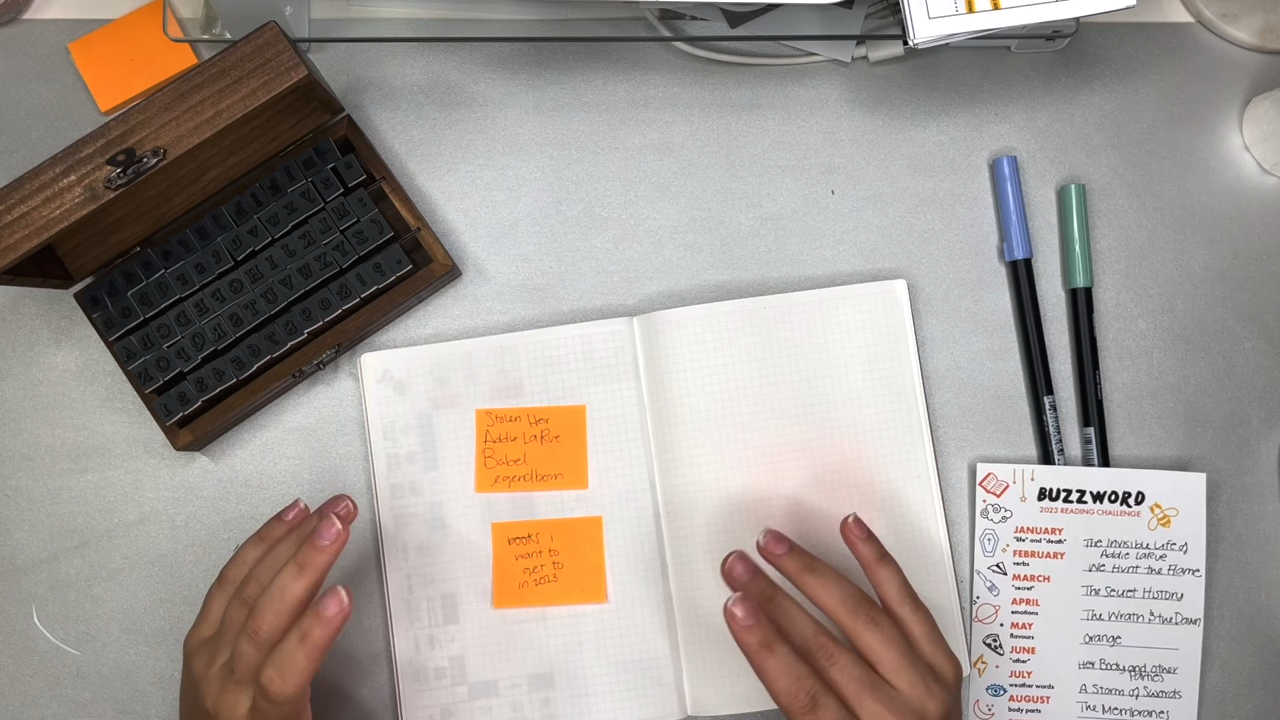 Stolen Heir
Addie LaRue
Babel
egendborn
books i
want to
get to
in 2023
BUZZWORD
2023 READING CHALLENGE
JANUARY
"life" and "death"
The Invisible Life of
Addie LaRue
FEBRUARY
verbs
We Hunt the Flame
MARCH
"secret"
The Secret History
APRIL
emotions
The Wrath & the Dawn
MAY
flavours
Orange
JUNE
"other"
Her Body and other
Parties
JULY
weather words
A Storm of Swords
AUGUST
body parts
The Membranes